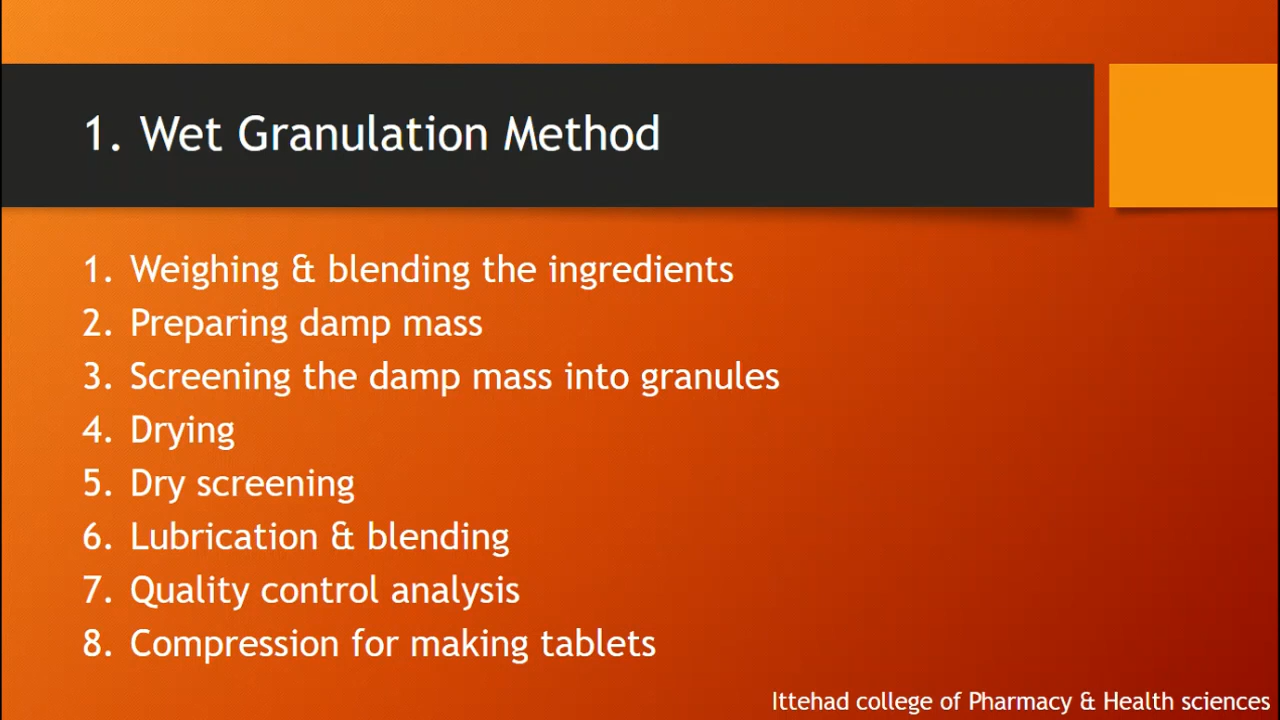 1. Wet Granulation Method
1. Weighing & blending the ingredients
2. Preparing damp mass
3. Screening the damp mass into granules
4. Drying
5. Dry screening
6. Lubrication & blending
7. Quality control analysis
8. Compression for making tablets
Ittehad college of Pharmacy & Health sciences